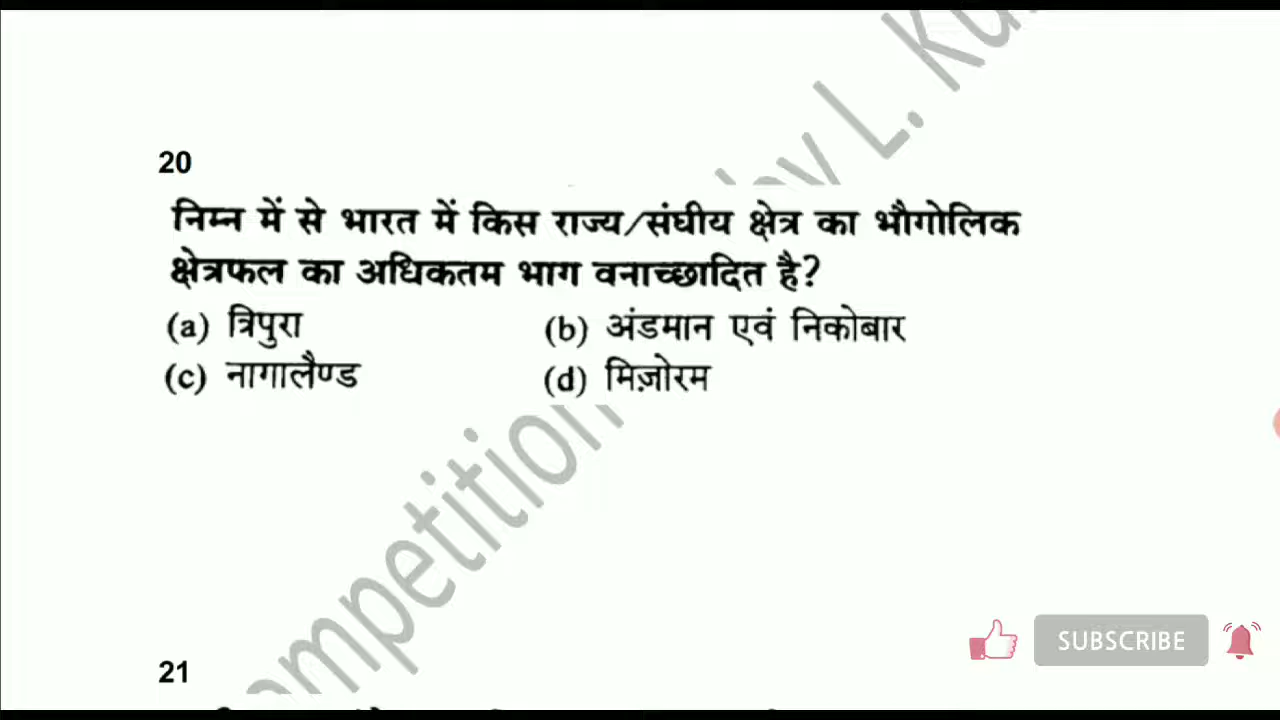 20
निम्न में से भारत में किस राज्य/संघीय क्षेत्र का भौगोलिक
क्षेत्रफल का अधिकतम भाग वनाच्छादित है?
(a) त्रिपुरा (b) अंडमान एवं निकोबार
(c) नागालैण्ड (d) मिज़ोरम
SUBSCRIBE
21